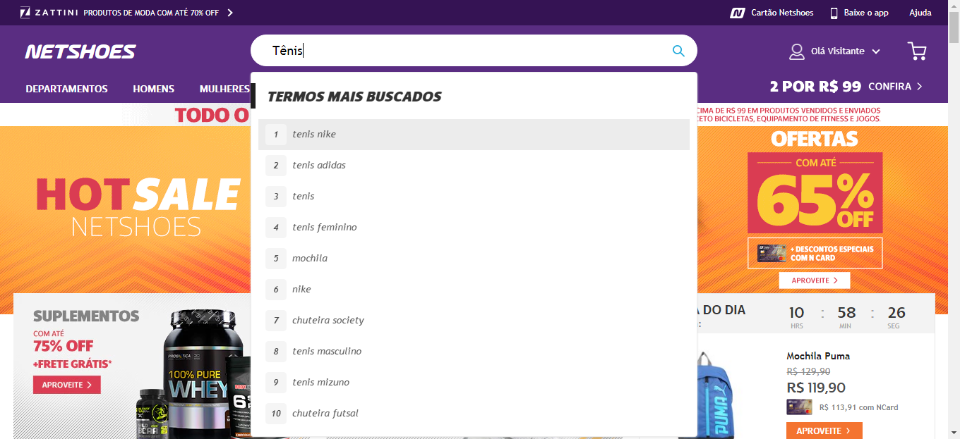 ZATTINI PRODUTOS DE MODA COM ATÉ 70% OFF
Cartão Netshoes
Baixe o app
Ajuda
NETSHOES
Tênis
Olá Visitante
DEPARTAMENTOS
HOMENS
MULHERES
2 POR R$ 99 CONFIRA
TODO O
CIMA DE R$ 99 EM PRODUTOS VENDIDOS E ENVIADOS
CETO BICICLETAS, EQUIPAMENTO DE FITNESS E JOGOS.
TERMOS MAIS BUSCADOS
1 tenis nike
2 tenis adidas
3 tenis
4 tenis feminino
5 mochila
6 nike
7 chuteira society
8 tenis masculino
9 tenis mizuno
10 chuteira futsal
HOT SALE
NETSHOES
OFERTAS
COM ATÉ
65% OFF
+ DESCONTOS ESPECIAIS
COM N CARD
APROVEITE
SUPLEMENTOS
COM ATÉ
75% OFF
+FRETE GRÁTIS*
APROVEITE
100% PURE
WHEY
A DO DIA
:
10 : 58 : 26
HRS MIN SEG
PUMA
Mochila Puma
R$ 129,90
R$ 119,90
R$ 113,91 com NCard
APROVEITE